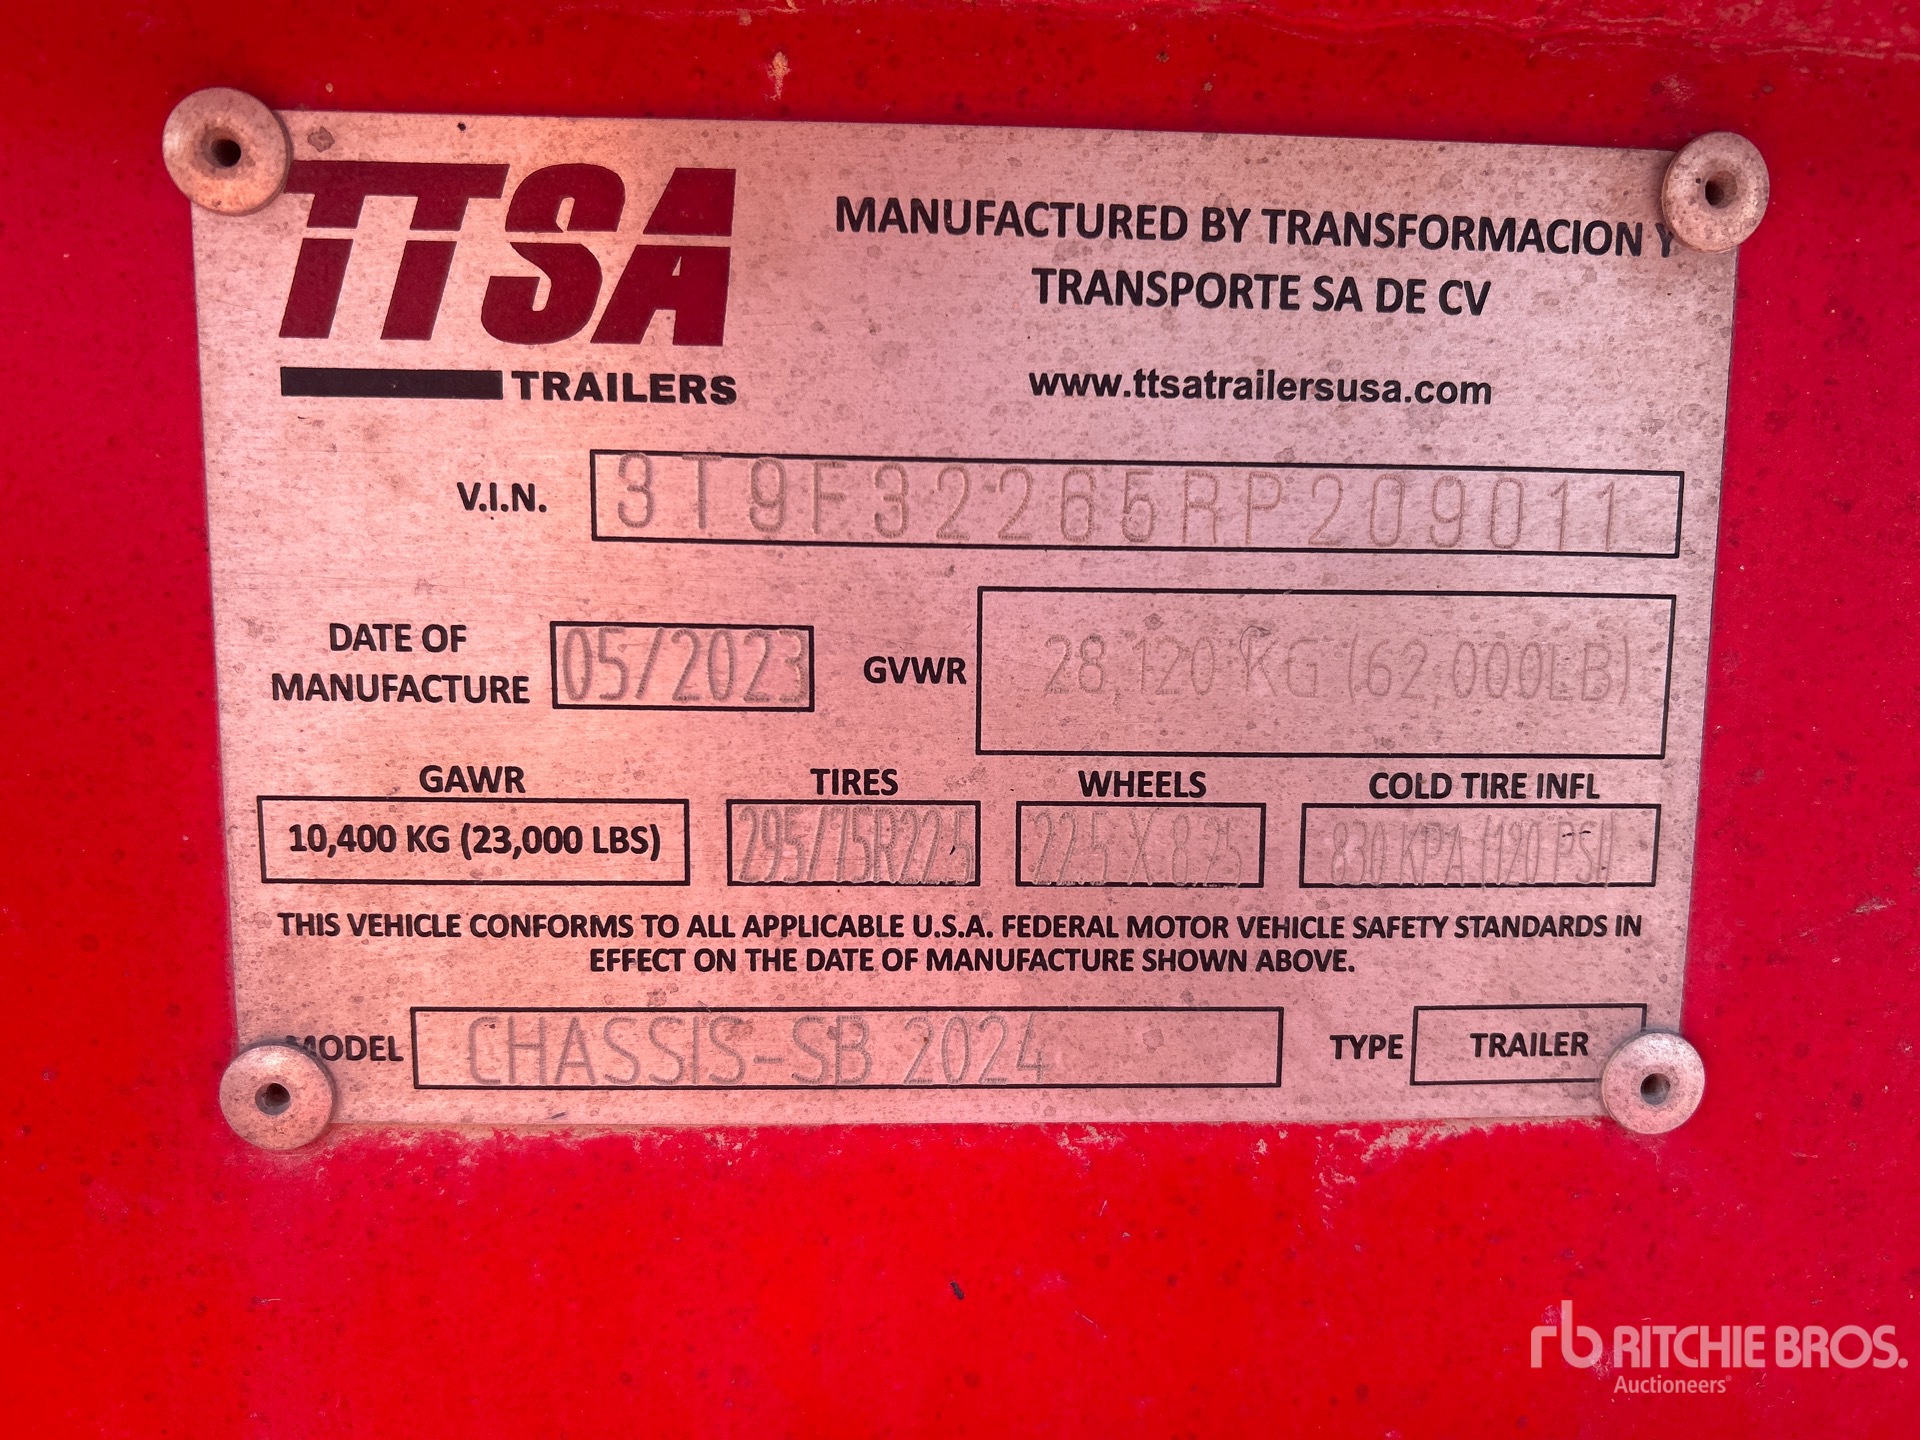 TTSA
TRAILERS
MANUFACTURED BY TRANSFORMACION Y
TRANSPORTE SA DE CV
www.ttsatrailersusa.com
V.I.N. 3T9F32265RP209011
DATE OF
MANUFACTURE 05/2023
GVWR 28,120 KG (62,000LB)
GAWR TIRES WHEELS COLD TIRE INFL
10,400 KG (23,000 LBS) 295/75R22.5 22.5 X 8.25 830 KPA (120 PSI)
THIS VEHICLE CONFORMS TO ALL APPLICABLE U.S.A. FEDERAL MOTOR VEHICLE SAFETY STANDARDS IN
EFFECT ON THE DATE OF MANUFACTURE SHOWN ABOVE.
MODEL CHASSIS-SB 2024 TYPE TRAILER
rb RITCHIE BROS.
Auctioneers